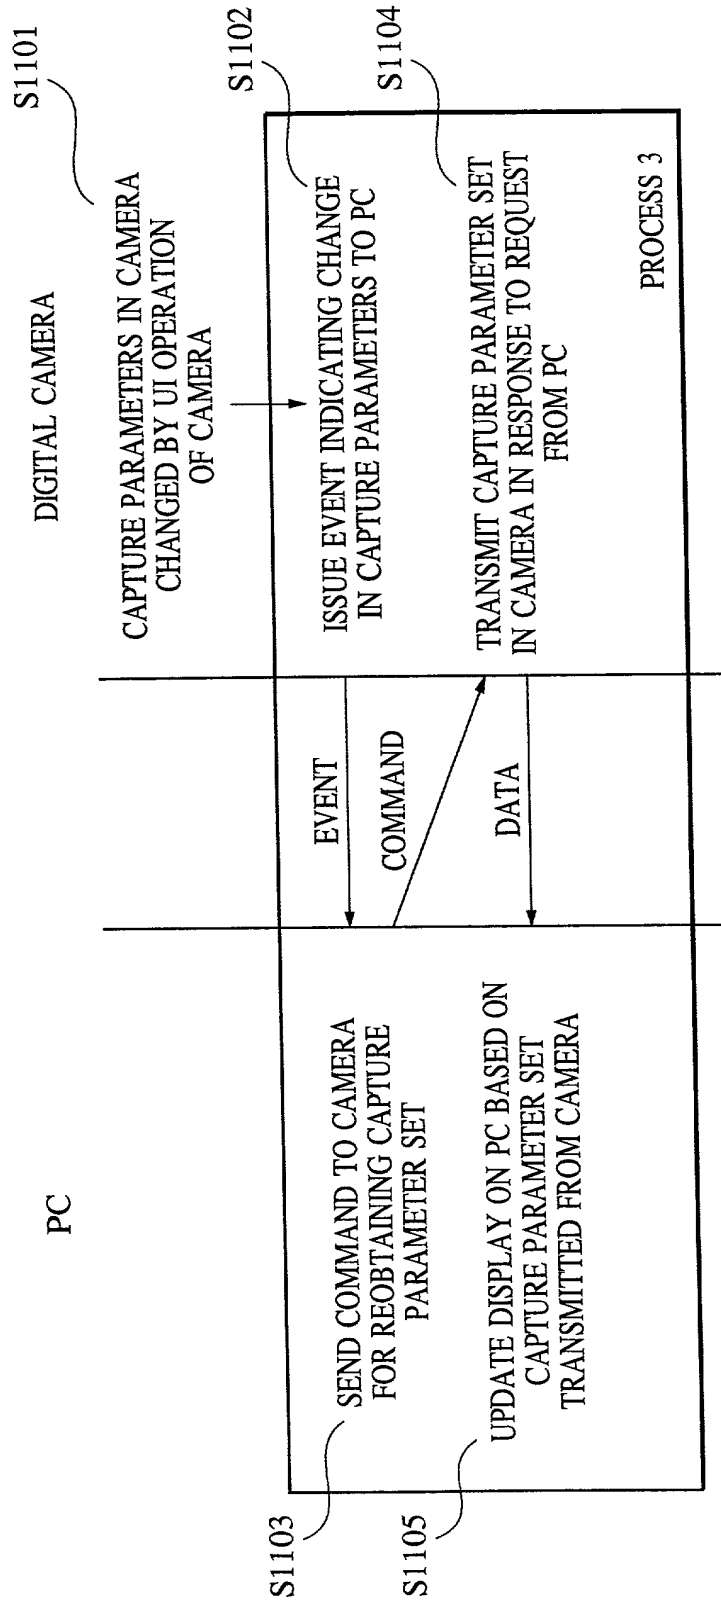 PC
DIGITAL CAMERA
S1101
CAPTURE PARAMETERS IN CAMERA
CHANGED BY UI OPERATION
OF CAMERA
S1102
ISSUE EVENT INDICATING CHANGE
IN CAPTURE PARAMETERS TO PC
EVENT
S1103
SEND COMMAND TO CAMERA
FOR REOBTAINING CAPTURE
PARAMETER SET
COMMAND
S1104
TRANSMIT CAPTURE PARAMETER SET
IN CAMERA IN RESPONSE TO REQUEST
FROM PC
DATA
S1105
UPDATE DISPLAY ON PC BASED ON
CAPTURE PARAMETER SET
TRANSMITTED FROM CAMERA
PROCESS 3